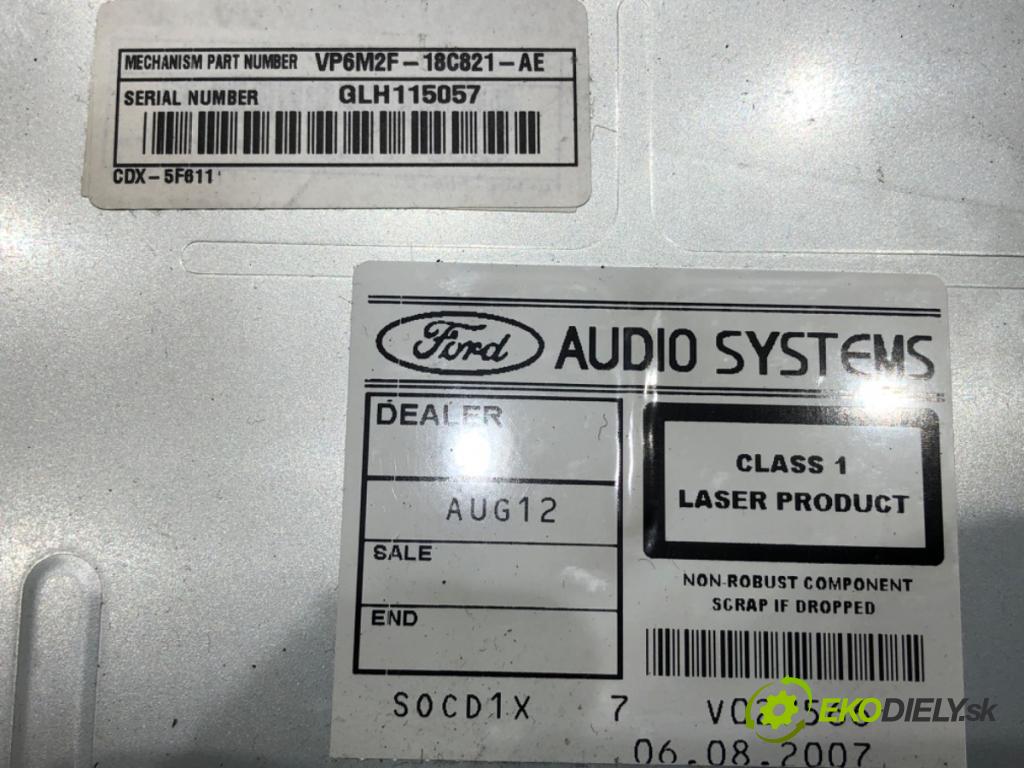 MECHANISM PART NUMBER VP6M2F-18C821-AE
SERIAL NUMBER GLH115057
CDX-5F611
Ford AUDIO SYSTEMS
DEALER
AUG12
SALE
END
CLASS 1
LASER PRODUCT
NON-ROBUST COMPONENT
SCRAP IF DROPPED
SOCD1X 7
06.08.2007
EKODIELY.sk